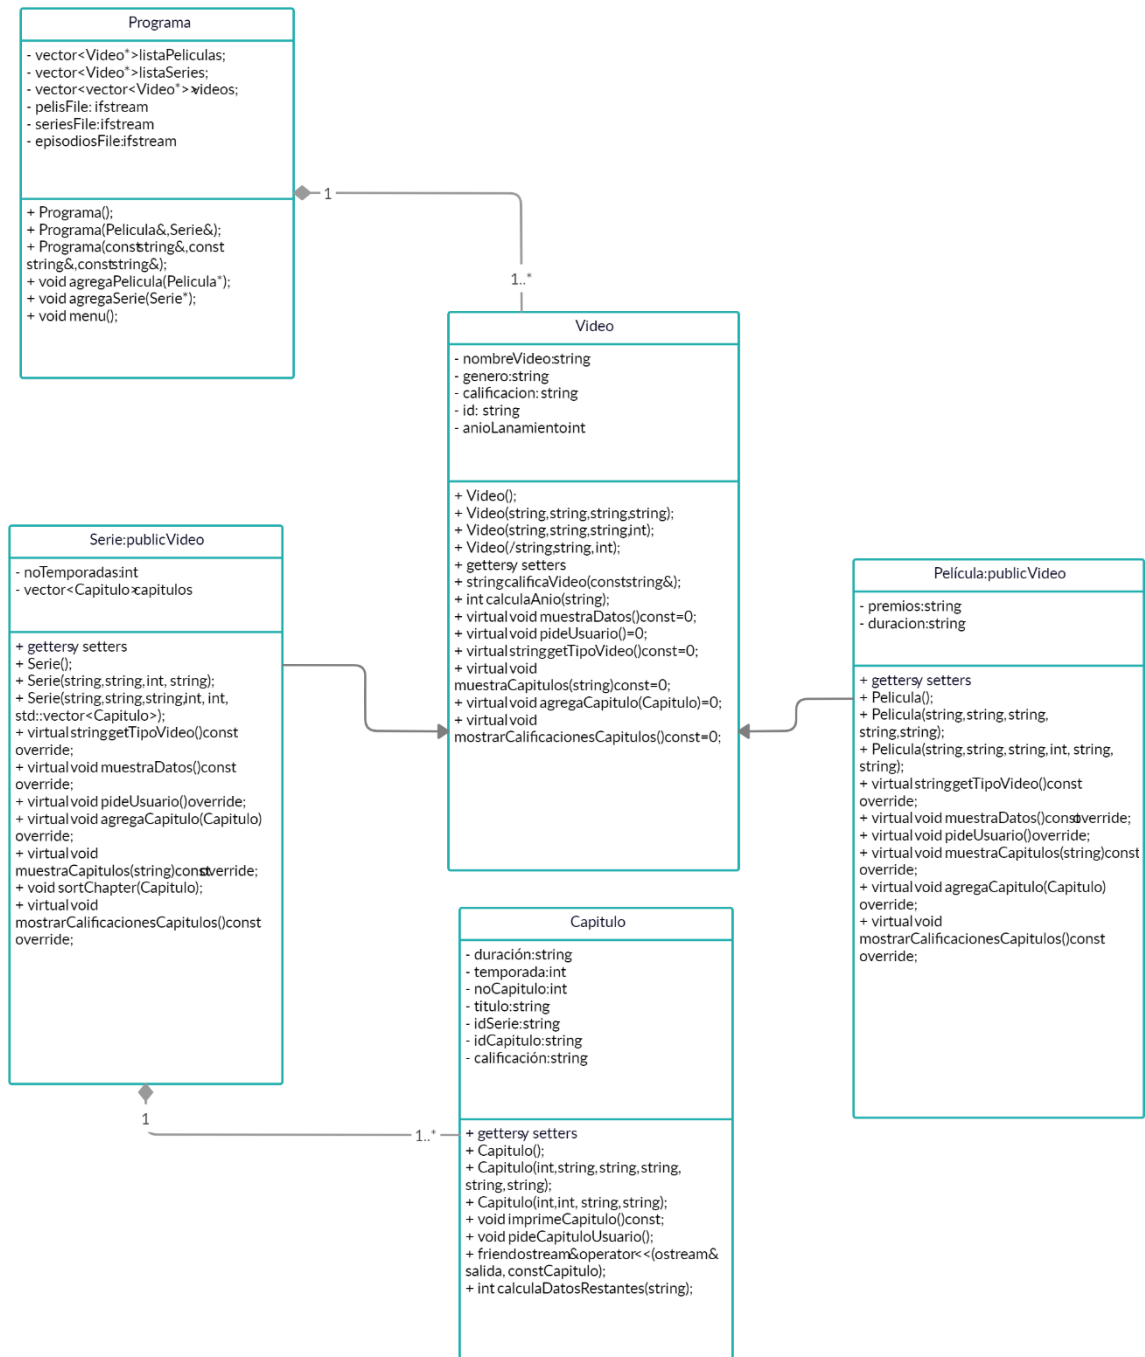 Programa
- vector<Video*>listaPeliculas;
- vector<Video*>listaSeries;
- vector<vector<Video*>>videos;
- pelisFile: ifstream
- seriesFile:ifstream
- episodiosFile:ifstream
+ Programa();
+ Programa(Pelicula&,Serie&);
+ Programa(conststring&,const
string&,conststring&);
+ void agregaPelicula(Pelicula*);
+ void agregaSerie(Serie*);
+ void menu();
1
1..*
Video
- nombreVideo:string
- genero:string
- calificacion: string
- id: string
- anioLanamiento:int
+ Video();
+ Video(string,string,string,string);
+ Video(string,string,string,int);
+ Video(/string,string,int);
+ gettersy setters
+ stringcalificaVideo(conststring&);
+ int calculaAnio(string);
+ virtual void muestraDatos()const=0;
+ virtual void pideUsuario()=0;
+ virtual stringgetTipoVideo()const=0;
+ virtual void
muestraCapitulos(string)const=0;
+ virtual void agregaCapitulo(Capitulo)=0;
+ virtual void
mostrarCalificacionesCapitulos()const=0;
Serie:publicVideo
- noTemporadas:int
- vector<Capitulo>capitulos
+ gettersy setters
+ Serie();
+ Serie(string,string,int, string);
+ Serie(string,string,string,int, int,
std::vector<Capitulo>);
+ virtual stringgetTipoVideo()const
override;
+ virtual void muestraDatos()const
override;
+ virtual void pideUsuario()override;
+ virtual void agregaCapitulo(Capitulo)
override;
+ virtual void
muestraCapitulos(string)constoverride;
+ void sortChapter(Capitulo);
+ virtual void
mostrarCalificacionesCapitulos()const
override;
Película:publicVideo
- premios:string
- duracion:string
+ gettersy setters
+ Pelicula();
+ Pelicula(string,string,string,
string,string);
+ Pelicula(string,string,string,int, string,
string);
+ virtual stringgetTipoVideo()const
override;
+ virtual void muestraDatos()constoverride;
+ virtual void pideUsuario()override;
+ virtual void muestraCapitulos(string)const
override;
+ virtual void agregaCapitulo(Capitulo)
override;
+ virtual void
mostrarCalificacionesCapitulos()const
override;
1
1..*
Capitulo
- duración:string
- temporada:int
- noCapitulo:int
- titulo:string
- idSerie:string
- idCapitulo:string
- calificación:string
+ gettersy setters
+ Capitulo();
+ Capitulo(int,string,string,string,
string,string);
+ Capitulo(int,int, string,string);
+ void imprimeCapitulo()const;
+ void pideCapituloUsuario();
+ friendostream&operator<<(ostream&
salida, constCapitulo);
+ int calculaDatosRestantes(string);